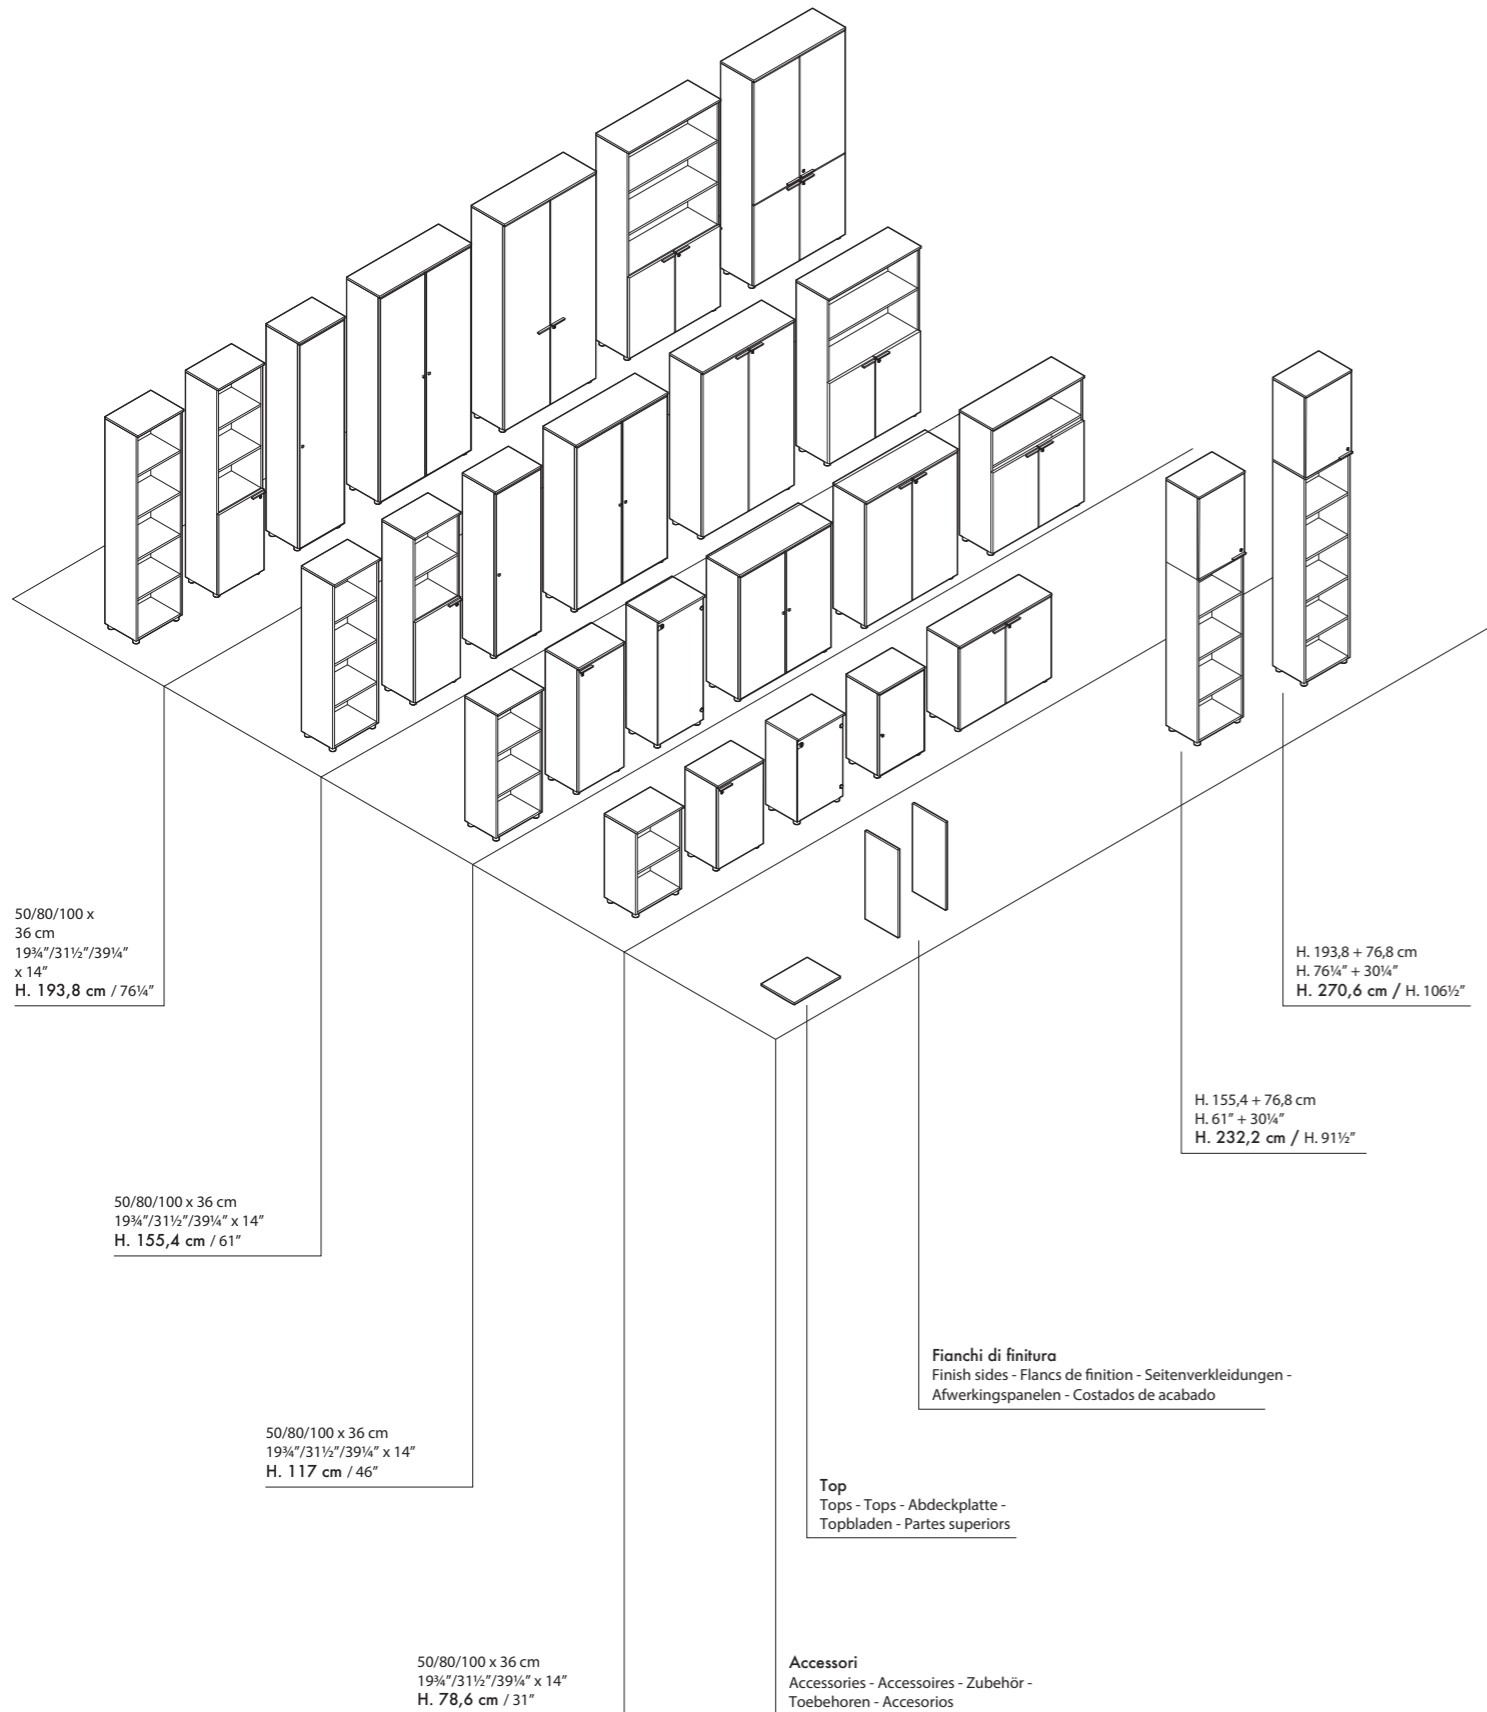 50/80/100 x
36 cm
19¾”/31½”/39¼”
x 14”
H. 193,8 cm / 76¼”
H. 193,8 + 76,8 cm
H. 76¼” + 30¼”
H. 270,6 cm / H. 106½”
H. 155,4 + 76,8 cm
H. 61” + 30¼”
H. 232,2 cm / H. 91½”
50/80/100 x 36 cm
19¾”/31½”/39¼” x 14”
H. 155,4 cm / 61”
Fianchi di finitura
Finish sides - Flancs de finition - Seitenverkleidungen -
Afwerkingspanelen - Costados de acabado
50/80/100 x 36 cm
19¾”/31½”/39¼” x 14”
H. 117 cm / 46”
Top
Tops - Tops - Abdeckplatte -
Topbladen - Partes superiors
50/80/100 x 36 cm
19¾”/31½”/39¼” x 14”
H. 78,6 cm / 31”
Accessori
Accessories - Accessoires - Zubehör -
Toebehoren - Accesorios